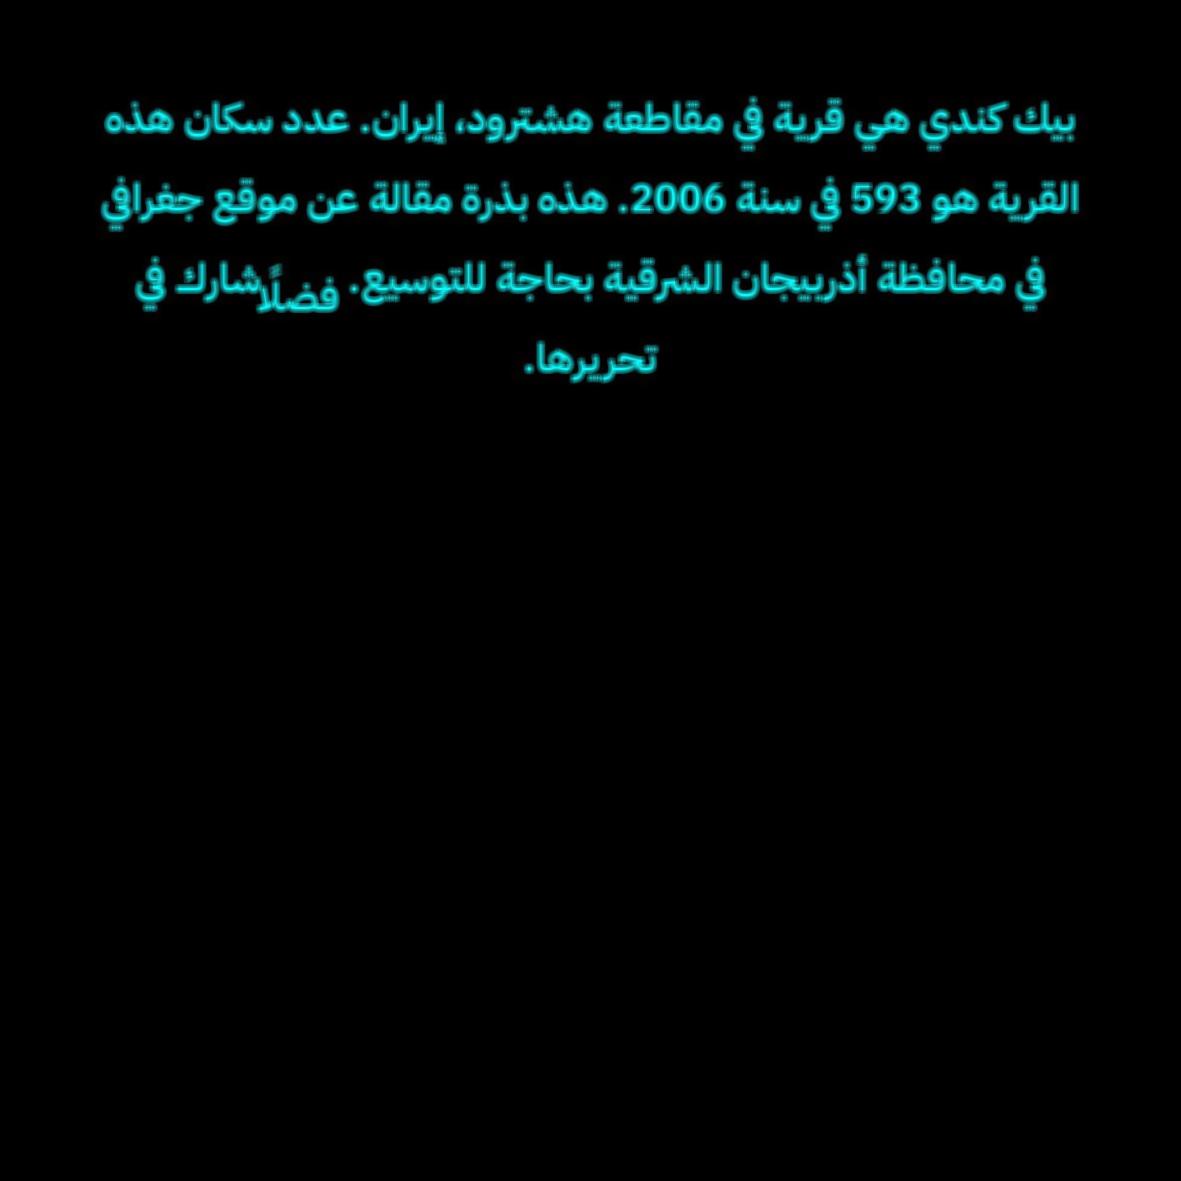 بيك كندي هي قرية في مقاطعة هشترود، إيران. عدد سكان هذه
القرية هو 593 في سنة 2006. هذه بذرة مقالة عن موقع جغرافي
في محافظة أذربيجان الشرقية بحاجة للتوسيع. فضلًا شارك في
تحريرها.